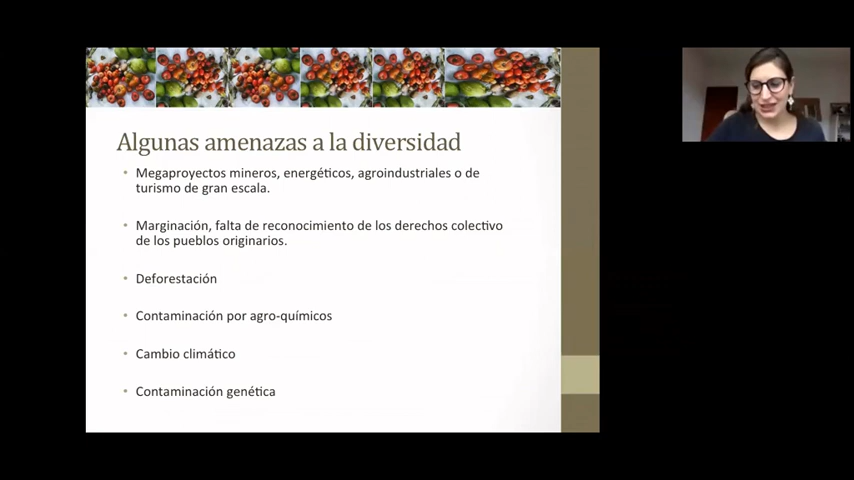 Algunas amenazas a la diversidad
• Megaproyectos mineros, energéticos, agroindustriales o de
turismo de gran escala.
• Marginación, falta de reconocimiento de los derechos colectivo
de los pueblos originarios.
• Deforestación
• Contaminación por agro-químicos
• Cambio climático
• Contaminación genética